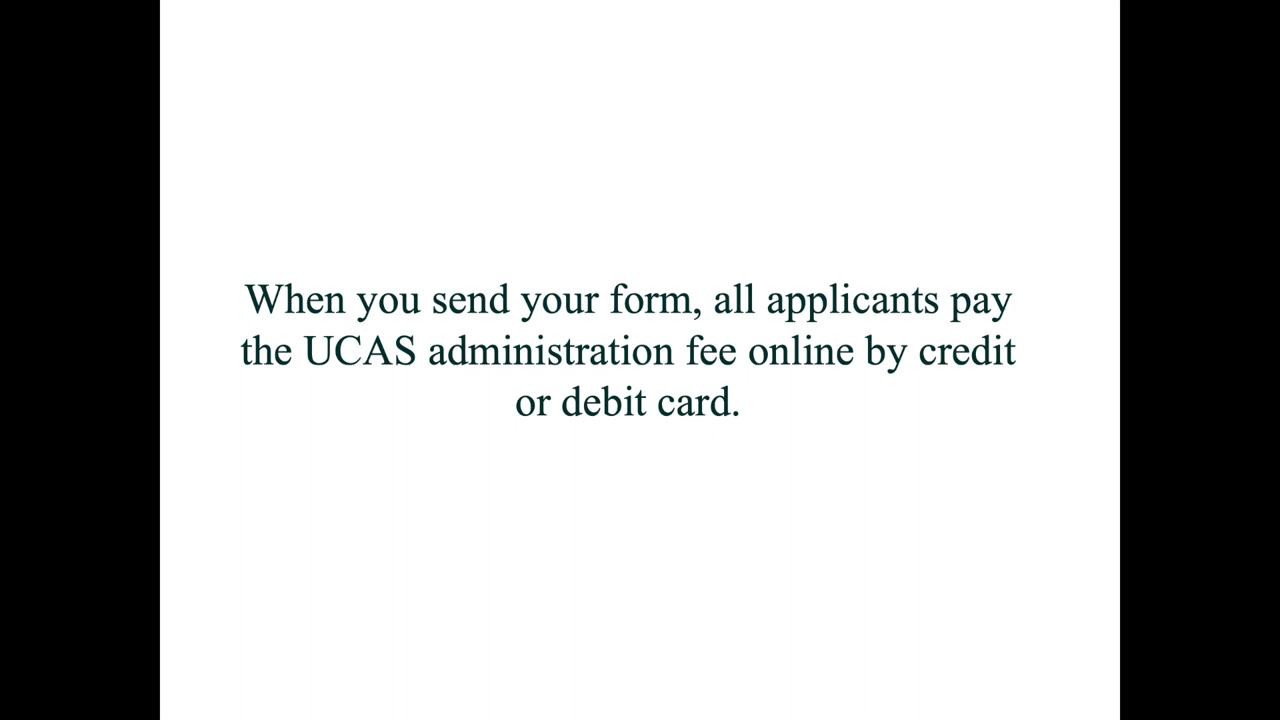 When you send your form, all applicants pay
the UCAS administration fee online by credit
or debit card.